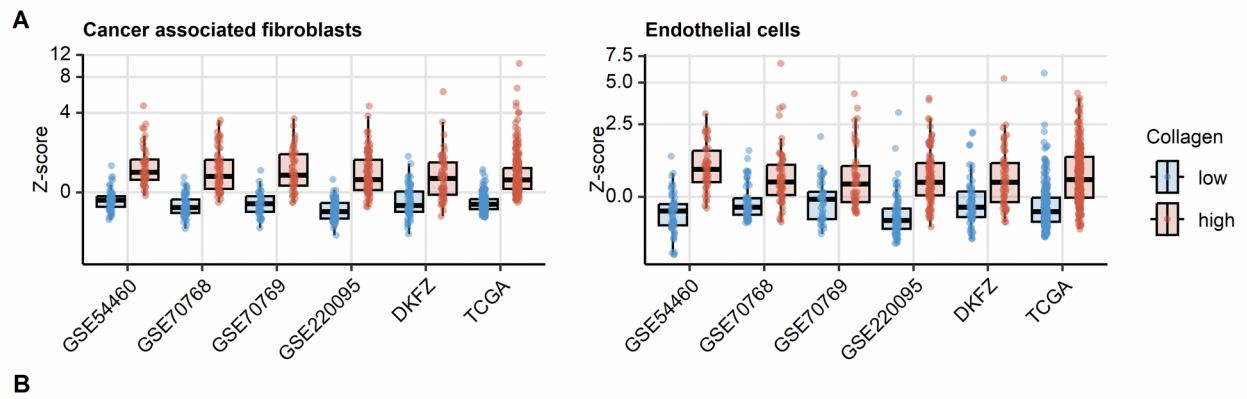 A
Cancer associated fibroblasts
Z-score
12
8
4
0
GSE54460
GSE70768
GSE70769
GSE220095
DKFZ
TCGA
Endothelial cells
Z-score
7.5
5.0
2.5
0.0
GSE54460
GSE70768
GSE70769
GSE220095
DKFZ
TCGA
Collagen
low
high
B